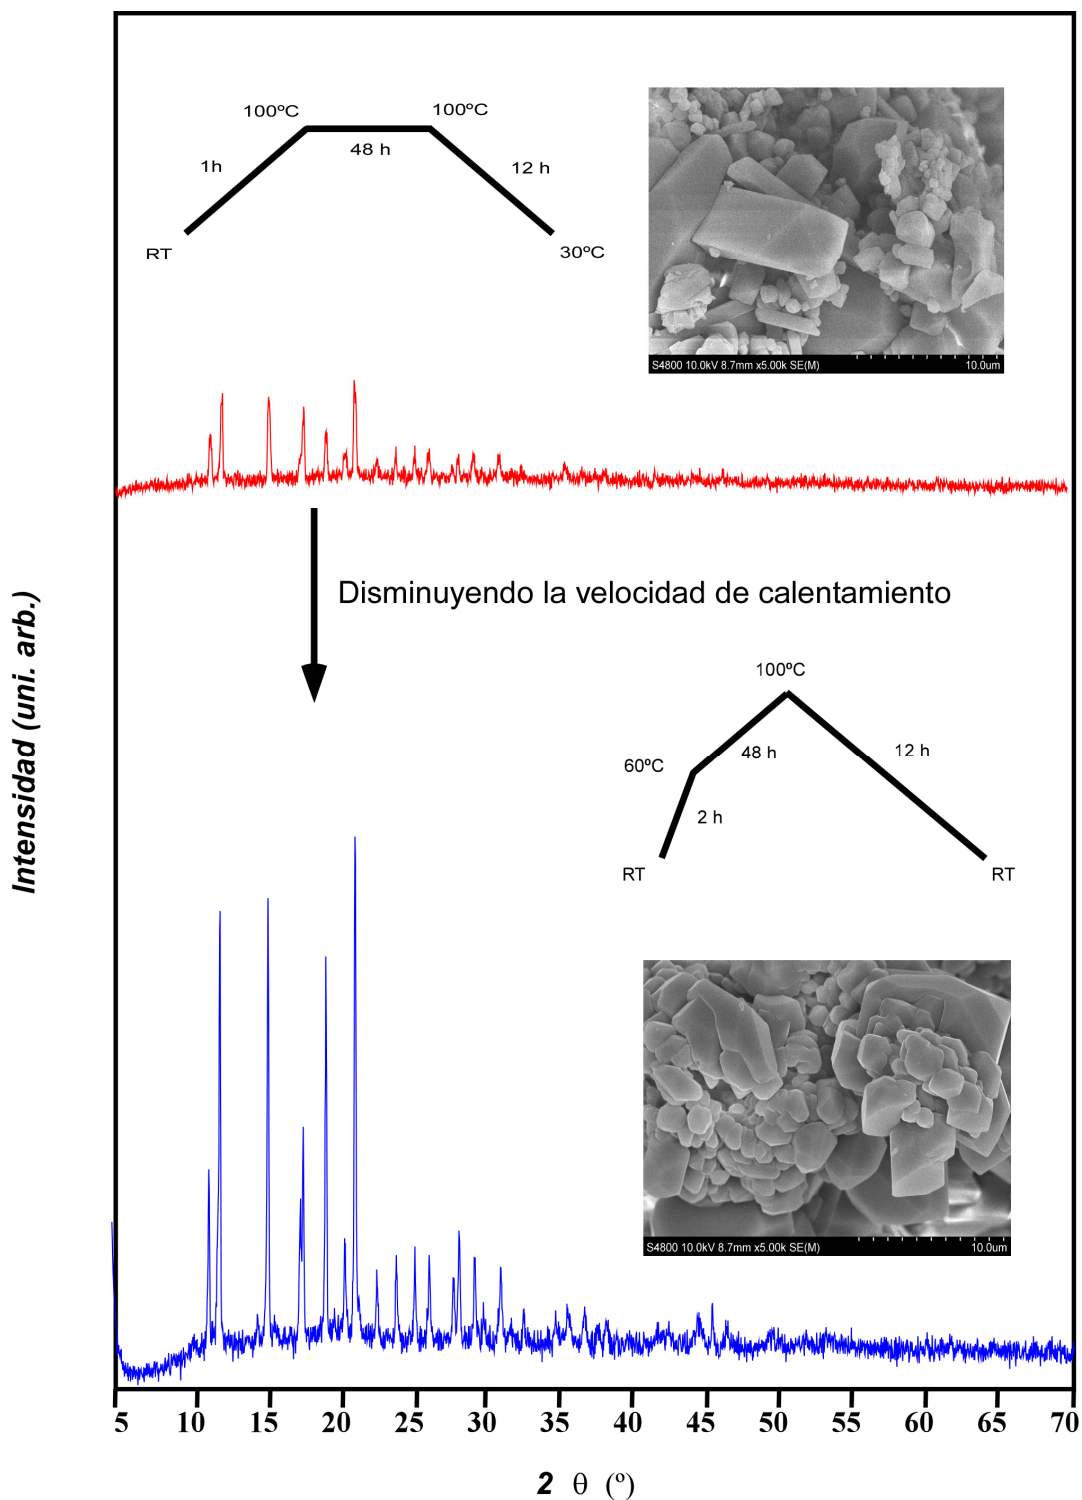 100ºC
100ºC
1h
48 h
12 h
RT
30ºC
S4800 10.0kV 8.7mm x5.00k SE(M)
10.0um
Disminuyendo la velocidad de calentamiento
Intensidad (uni. arb.)
100ºC
60ºC
48 h
12 h
2 h
RT
RT
S4800 10.0kV 8.7mm x5.00k SE(M)
10.0um
5 10 15 20 25 30 35 40 45 50 55 60 65 70
2 θ (º)